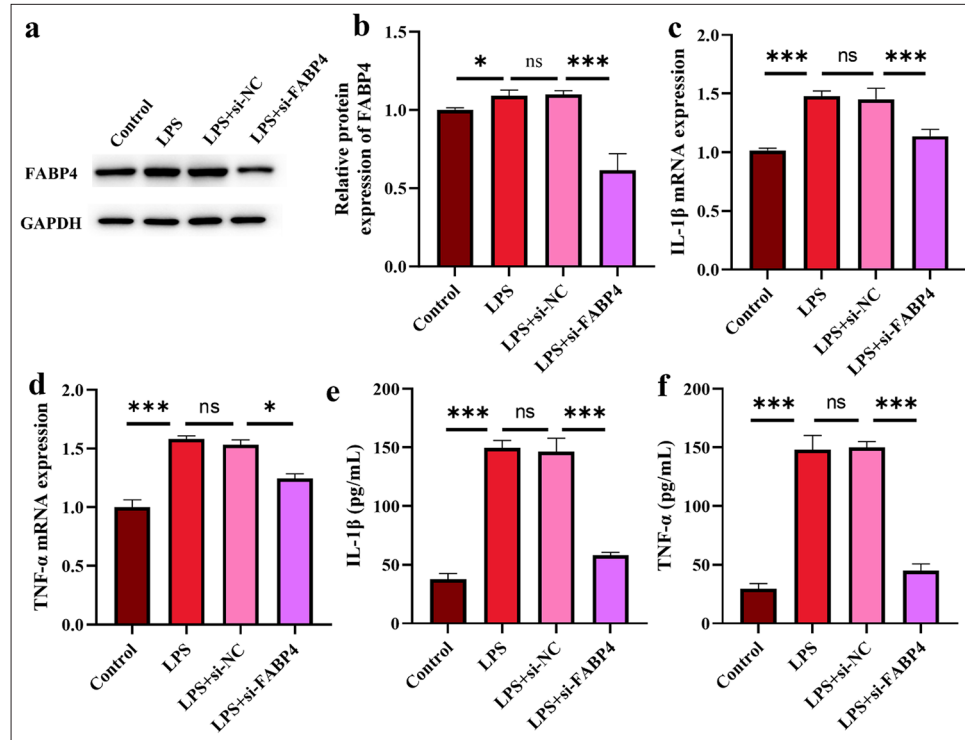 a
Control
LPS
LPS+si-NC
LPS+si-FABP4
FABP4
GAPDH
b
Relative protein
expression of FABP4
1.5
1.0
0.5
0.0
* ns ***
Control
LPS
LPS+si-NC
LPS+si-FABP4
c
IL-1β mRNA expression
2.0
1.5
1.0
0.5
0.0
*** ns ***
Control
LPS
LPS+si-NC
LPS+si-FABP4
d
TNF-α mRNA expression
2.0
1.5
1.0
0.5
0.0
*** ns *
Control
LPS
LPS+si-NC
LPS+si-FABP4
e
IL-1β (pg/mL)
200
150
100
50
0
*** ns ***
Control
LPS
LPS+si-NC
LPS+si-FABP4
f
TNF-α (pg/mL)
200
150
100
50
0
*** ns ***
Control
LPS
LPS+si-NC
LPS+si-FABP4